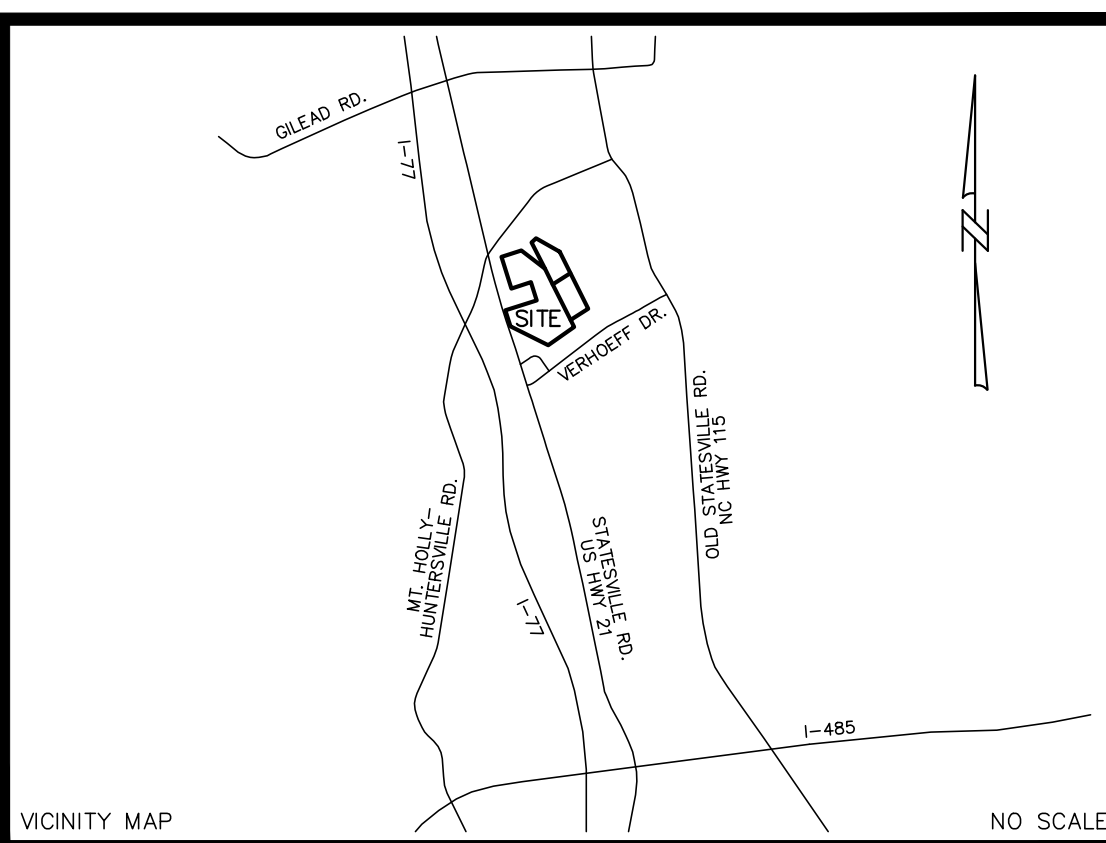 GILEAD RD.
I-77
N
SITE
VERHOEFF DR.
OLD STATESVILLE RD.
NC HWY 115
MT. HOLLY-
HUNTERSVILLE RD.
STATESVILLE RD.
US HWY 21
I-77
I-485
VICINITY MAP
NO SCALE